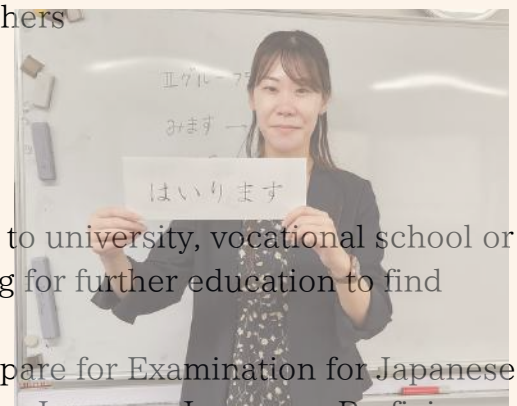 hers
Ⅱグループ
みます →
はいります
to university, vocational school or
g for further education to find
pare for Examination for Japanese